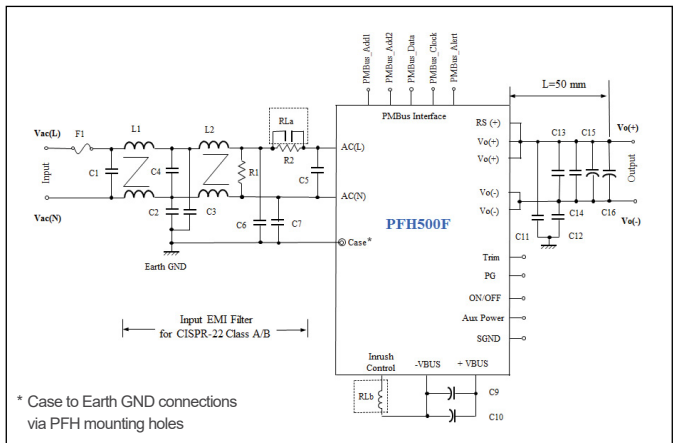 PMBus_Add1
PMBus_Add2
PMBus_Data
PMBus_Clock
PMBus_Alert
L=50 mm
PMBus Interface
RLa
R2
L1
L2
F1
Vac(L)
Input
Vac(N)
C1
C4
C2
C3
R1
C5
C6
C7
AC(L)
AC(N)
Case*
Earth GND
PFH500F
RS (+)
Vo(+)
Vo(+)
Vo(-)
Vo(-)
C13
C15
Vo(+)
Output
Vo(-)
C14
C16
C11
C12
Trim
PG
ON/OFF
Aux Power
SGND
Input EMI Filter
for CISPR-22 Class A/B
Inrush
Control
-VBUS
+ VBUS
RLb
C9
C10
* Case to Earth GND connections
via PFH mounting holes